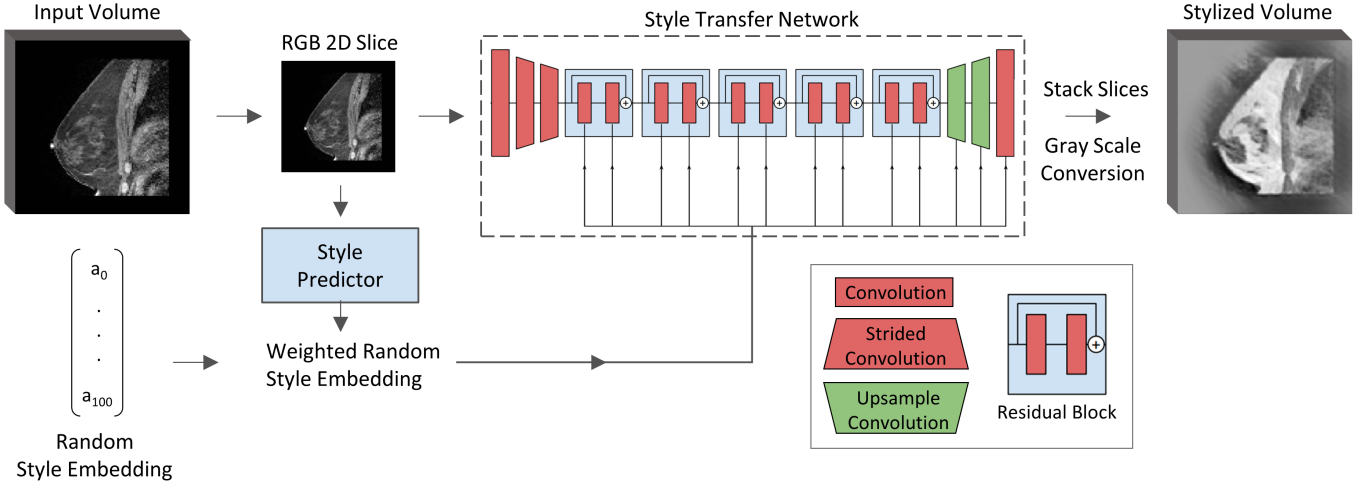 Input Volume
RGB 2D Slice
Style Transfer Network
Stylized Volume
+
+
+
+
+
Stack Slices
Gray Scale
Conversion
Style
Predictor
a0
.
.
.
a100
Random
Style Embedding
Weighted Random
Style Embedding
Convolution
Strided
Convolution
Upsample
Convolution
+
Residual Block